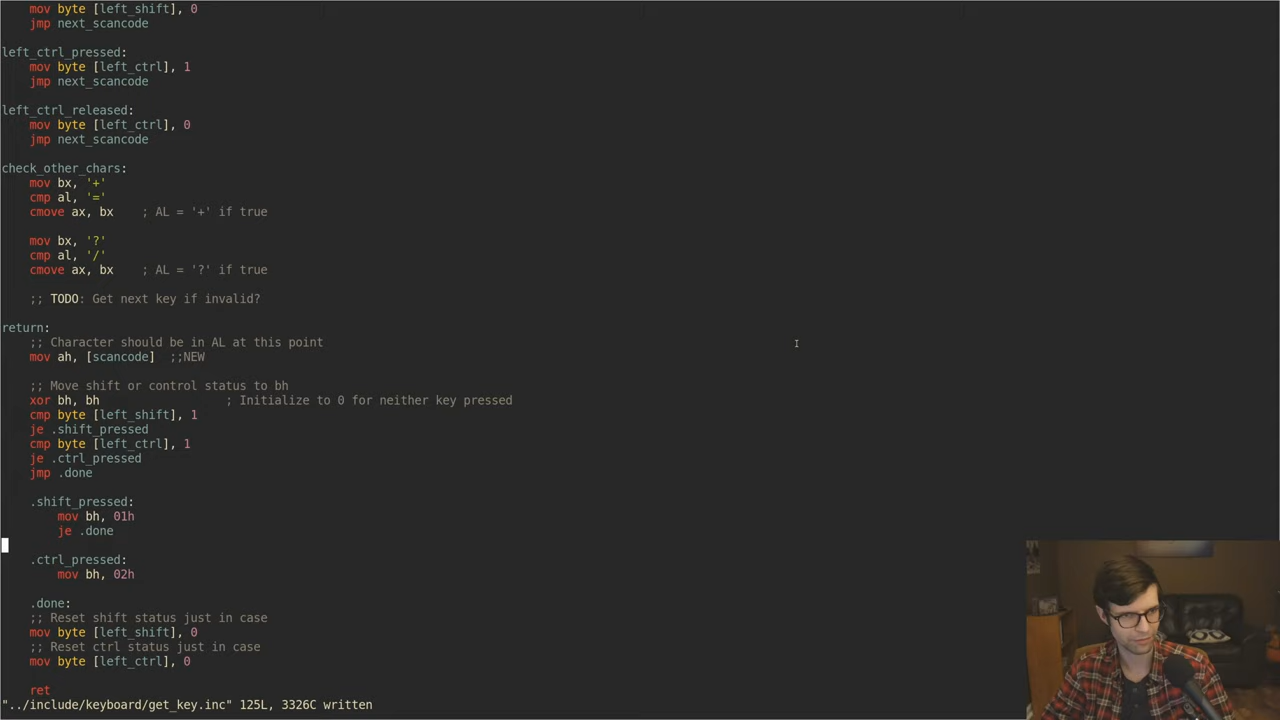 mov byte [left_shift], 0
jmp next_scancode
left_ctrl_pressed:
mov byte [left_ctrl], 1
jmp next_scancode
left_ctrl_released:
mov byte [left_ctrl], 0
jmp next_scancode
check_other_chars:
mov bx, '+'
cmp al, '='
cmove ax, bx    ; AL = '+' if true
mov bx, '?'
cmp al, '/'
cmove ax, bx    ; AL = '?' if true
;; TODO: Get next key if invalid?
return:
;; Character should be in AL at this point
mov ah, [scancode]  ;;NEW
;; Move shift or control status to bh
xor bh, bh                  ; Initialize to 0 for neither key pressed
cmp byte [left_shift], 1
je .shift_pressed
cmp byte [left_ctrl], 1
je .ctrl_pressed
jmp .done
.shift_pressed:
mov bh, 01h
je .done
.ctrl_pressed:
mov bh, 02h
.done:
;; Reset shift status just in case
mov byte [left_shift], 0
;; Reset ctrl status just in case
mov byte [left_ctrl], 0
ret
"../include/keyboard/get_key.inc" 125L, 3326C written